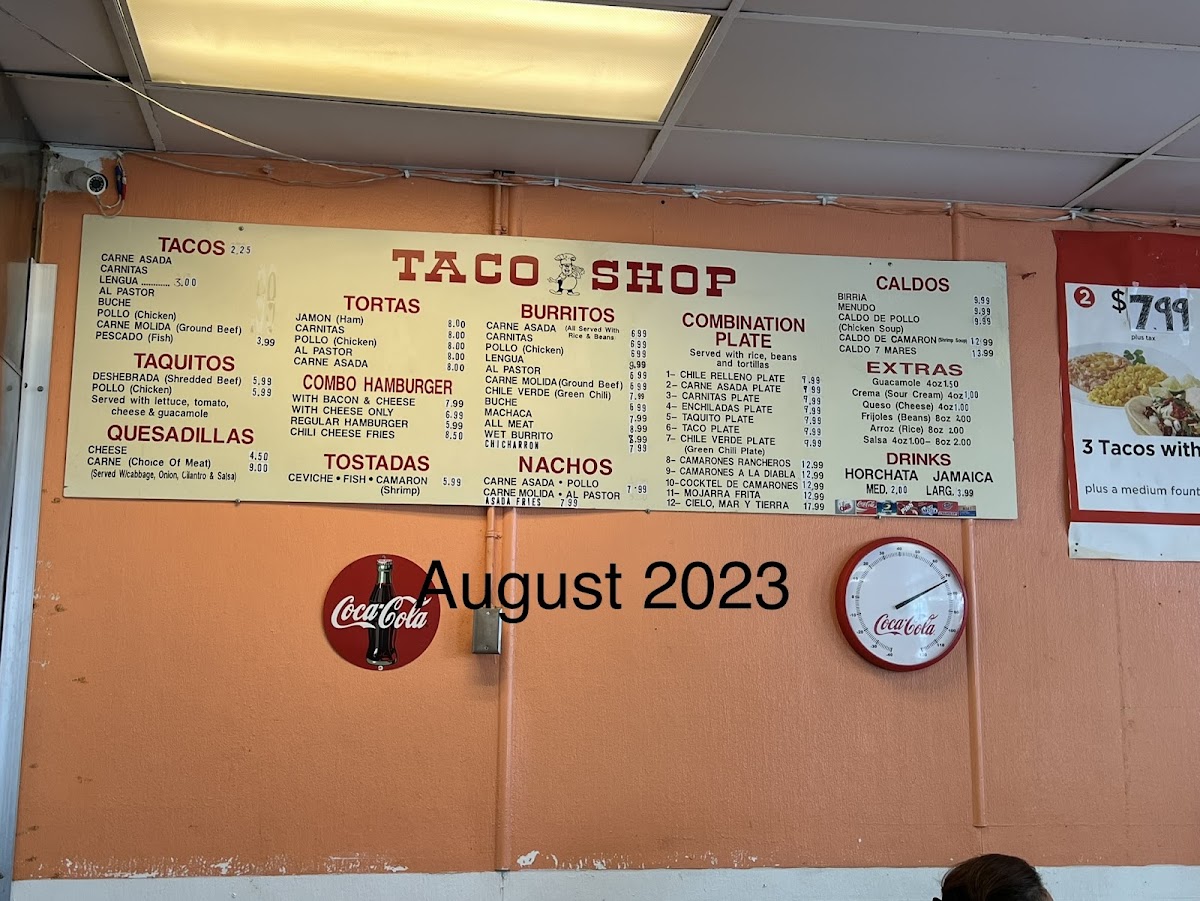 TACO SHOP
TACOS 2.25
CARNE ASADA
CARNITAS
LENGUA ............ 3.00
AL PASTOR
BUCHE
POLLO (Chicken)
CARNE MOLIDA (Ground Beef)
PESCADO (Fish) 3.99
TAQUITOS
DESHEBRADA (Shredded Beef) 5.99
POLLO (Chicken) 5.99
Served with lettuce, tomato,
cheese & guacamole
QUESADILLAS
CHEESE 4.50
CARNE (Choice Of Meat) 9.00
(Served W/cabbage, Onion, Cilantro & Salsa)
TORTAS
JAMON (Ham) 8.00
CARNITAS 8.00
POLLO (Chicken) 8.00
AL PASTOR 8.00
CARNE ASADA 8.00
COMBO HAMBURGER
WITH BACON & CHEESE 7.99
WITH CHEESE ONLY 6.99
REGULAR HAMBURGER 5.99
CHILI CHEESE FRIES 8.50
TOSTADAS
CEVICHE • FISH • CAMARON 5.99
(Shrimp)
BURRITOS
CARNE ASADA (All Served With Rice & Beans) 6.99
CARNITAS 6.99
POLLO (Chicken) 6.99
LENGUA
AL PASTOR
CARNE MOLIDA (Ground Beef)
CHILE VERDE (Green Chili)
BUCHE
MACHACA
ALL MEAT
WET BURRITO
CHICHARRON 7.99
NACHOS
CARNE ASADA • POLLO
CARNE MOLIDA • AL PASTOR 7.99
ASADA FRIES 7.99
COMBINATION
PLATE
Served with rice, beans
and tortillas
1- CHILE RELLENO PLATE
2- CARNE ASADA PLATE
3- CARNITAS PLATE
4- ENCHILADAS PLATE
5- TAQUITO PLATE
6- TACO PLATE
7- CHILE VERDE PLATE
(Green Chili Plate)
8- CAMARONES RANCHEROS 12.99
9- CAMARONES A LA DIABLA 12.99
10-COCKTEL DE CAMARONES 12.99
11- MOJARRA FRITA 12.99
12- CIELO, MAR Y TIERRA 17.99
CALDOS
BIRRIA 9.99
MENUDO 9.99
CALDO DE POLLO 9.99
(Chicken Soup)
CALDO DE CAMARON (Shrimp Soup) 12.99
CALDO 7 MARES 13.99
EXTRAS
Guacamole 4oz 1.50
Crema (Sour Cream) 4oz 1.00
Queso (Cheese) 4oz 1.00
Frijoles (Beans) 8oz 2.00
Arroz (Rice) 8oz 2.00
Salsa 4oz 1.00- 8oz 2.00
DRINKS
HORCHATA JAMAICA
MED. 2.00 LARG. 3.99
2 $7.99
plus tax
3 Tacos with
plus a medium fount
Coca-Cola
August 2023
Coca-Cola